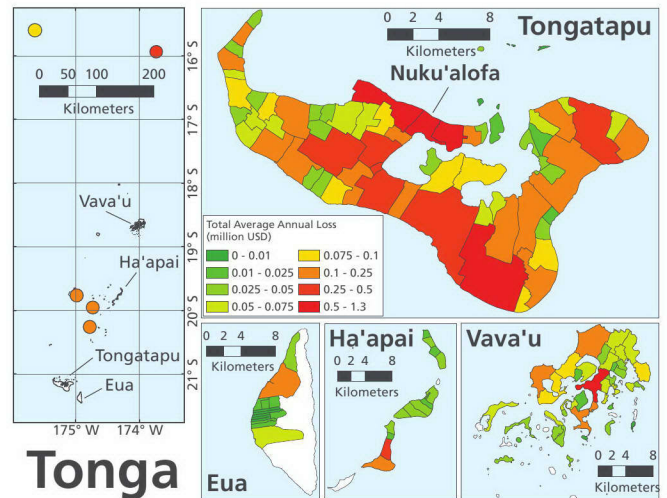 Tongatapu
0 2 4 8
Kilometers
Nuku'alofa
0 50 100 200
Kilometers
16° S
17° S
18° S
19° S
20° S
21° S
Vava'u
Ha'apai
Tongatapu
Eua
175° W 174° W
Tonga
Total Average Annual Loss
(million USD)
0 - 0.01
0.01 - 0.025
0.025 - 0.05
0.05 - 0.075
0.075 - 0.1
0.1 - 0.25
0.25 - 0.5
0.5 - 1.3
0 2 4 8
Kilometers
Eua
Ha'apai
0 2 4 8
Kilometers
Vava'u
0 2 4 8
Kilometers